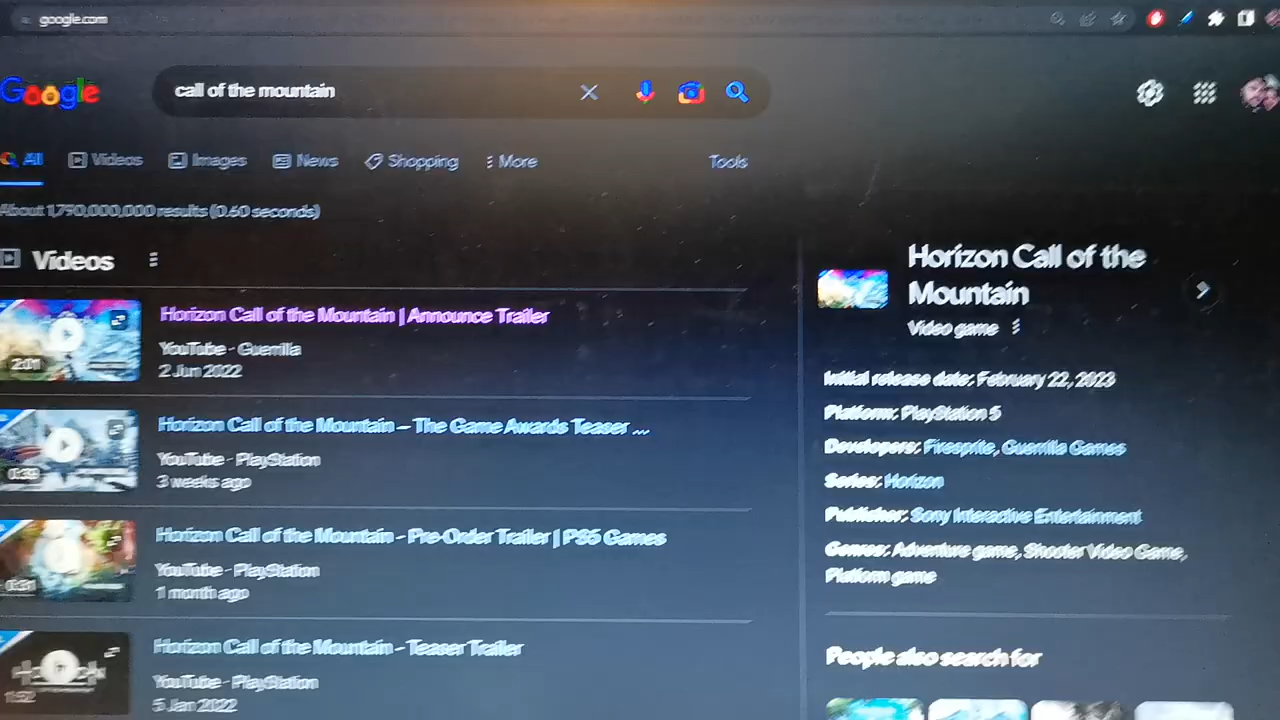 google.com
Google
call of the mountain
All Videos Images News Shopping More Tools
About 1,790,000,000 results (0.60 seconds)
Videos
Horizon Call of the Mountain | Announce Trailer
YouTube · Guerrilla
2 Jun 2022
2:01
Horizon Call of the Mountain – The Game Awards Teaser ...
YouTube · PlayStation
3 weeks ago
Horizon Call of the Mountain - Pre-Order Trailer | PS5 Games
YouTube · PlayStation
1 month ago
0:31
Horizon Call of the Mountain - Teaser Trailer
YouTube · PlayStation
5 Jan 2022
1:52
Horizon Call of the
Mountain
Video game
Initial release date: February 22, 2023
Platform: PlayStation 5
Developers: Firesprite, Guerrilla Games
Series: Horizon
Publisher: Sony Interactive Entertainment
Genres: Adventure game, Shooter Video Game,
Platform game
People also search for